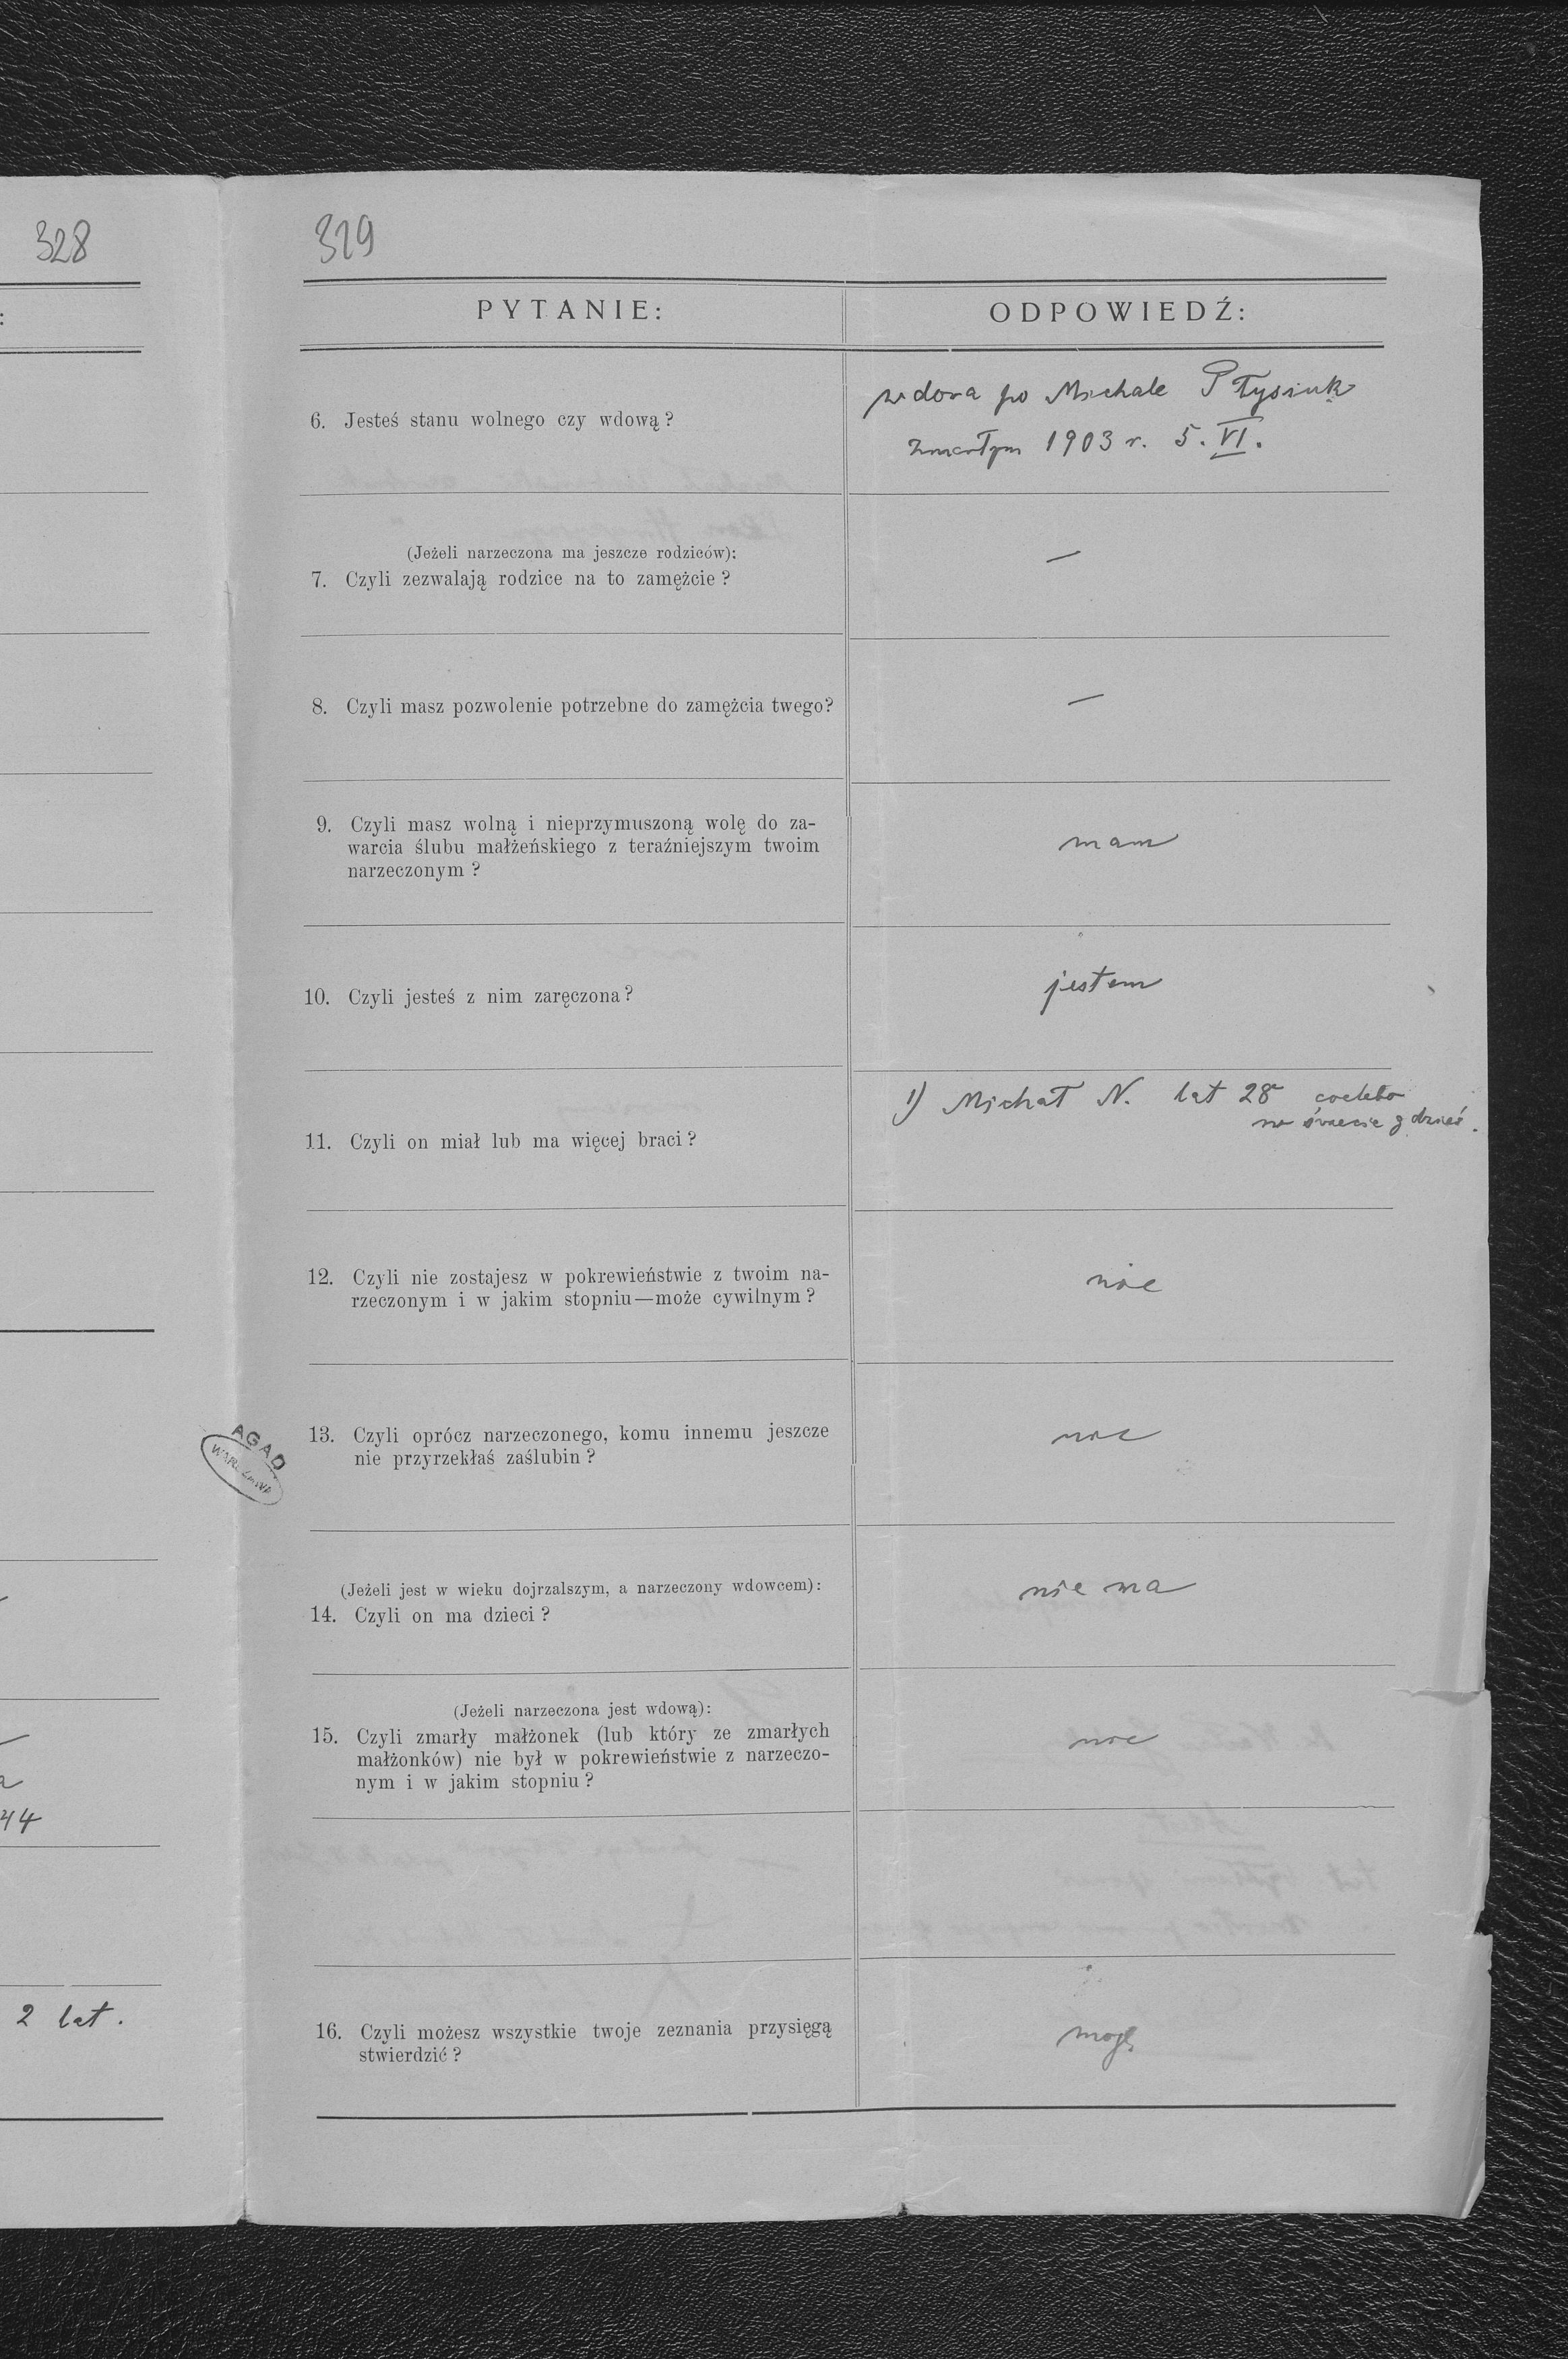 328
329
:
PYTANIE:
ODPOWIEDŹ:
6. Jesteś stanu wolnego czy wdową?
wdowa po Michale Płysiuk
zmarłym 1903 r. 5. VI.
(Jeżeli narzeczona ma jeszcze rodziców):
7. Czyli zezwalają rodzice na to zamężcie?
—
8. Czyli masz pozwolenie potrzebne do zamężcia twego?
—
9. Czyli masz wolną i nieprzymuszoną wolę do za-
warcia ślubu małżeńskiego z teraźniejszym twoim
narzeczonym?
mam
10. Czyli jesteś z nim zaręczona?
jestem
11. Czyli on miał lub ma więcej braci?
1) Michał N. lat 28
w świecie gdzieś.
12. Czyli nie zostajesz w pokrewieństwie z twoim na-
rzeczonym i w jakim stopniu—może cywilnym?
nie
13. Czyli oprócz narzeczonego, komu innemu jeszcze
nie przyrzekłaś zaślubin?
nie
AGAD
WARSZAWA
(Jeżeli jest w wieku dojrzalszym, a narzeczony wdowcem):
14. Czyli on ma dzieci?
nie ma
(Jeżeli narzeczona jest wdową):
15. Czyli zmarły małżonek (lub który ze zmarłych
małżonków) nie był w pokrewieństwie z narzeczo-
nym i w jakim stopniu?
nie
44
2 lat.
16. Czyli możesz wszystkie twoje zeznania przysięgą
stwierdzić?
mogę